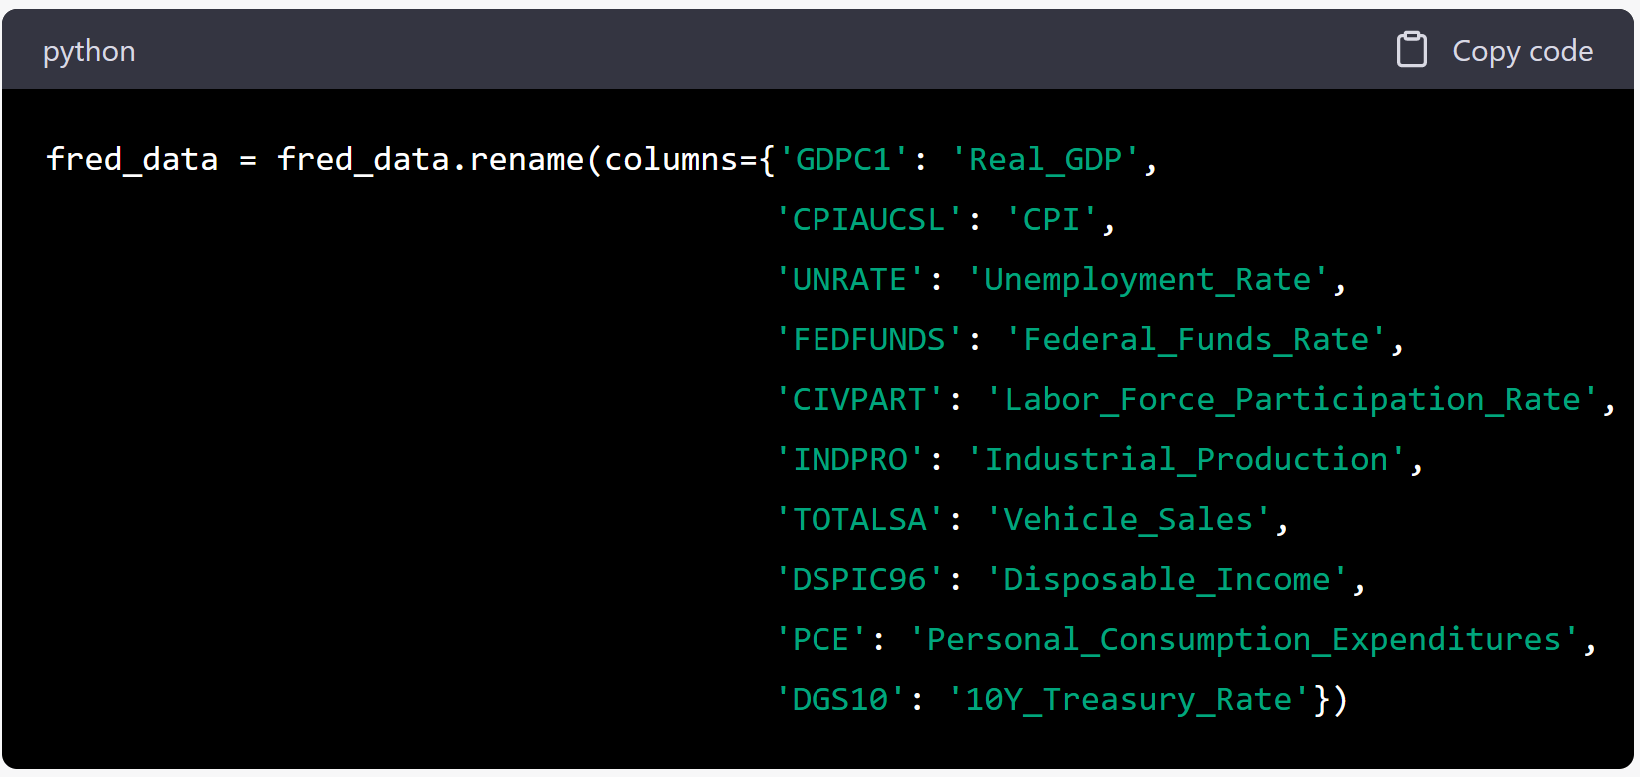 python
Copy code
fred_data = fred_data.rename(columns={'GDPC1': 'Real_GDP',
'CPIAUCSL': 'CPI',
'UNRATE': 'Unemployment_Rate',
'FEDFUNDS': 'Federal_Funds_Rate',
'CIVPART': 'Labor_Force_Participation_Rate',
'INDPRO': 'Industrial_Production',
'TOTALSA': 'Vehicle_Sales',
'DSPIC96': 'Disposable_Income',
'PCE': 'Personal_Consumption_Expenditures',
'DGS10': '10Y_Treasury_Rate'})